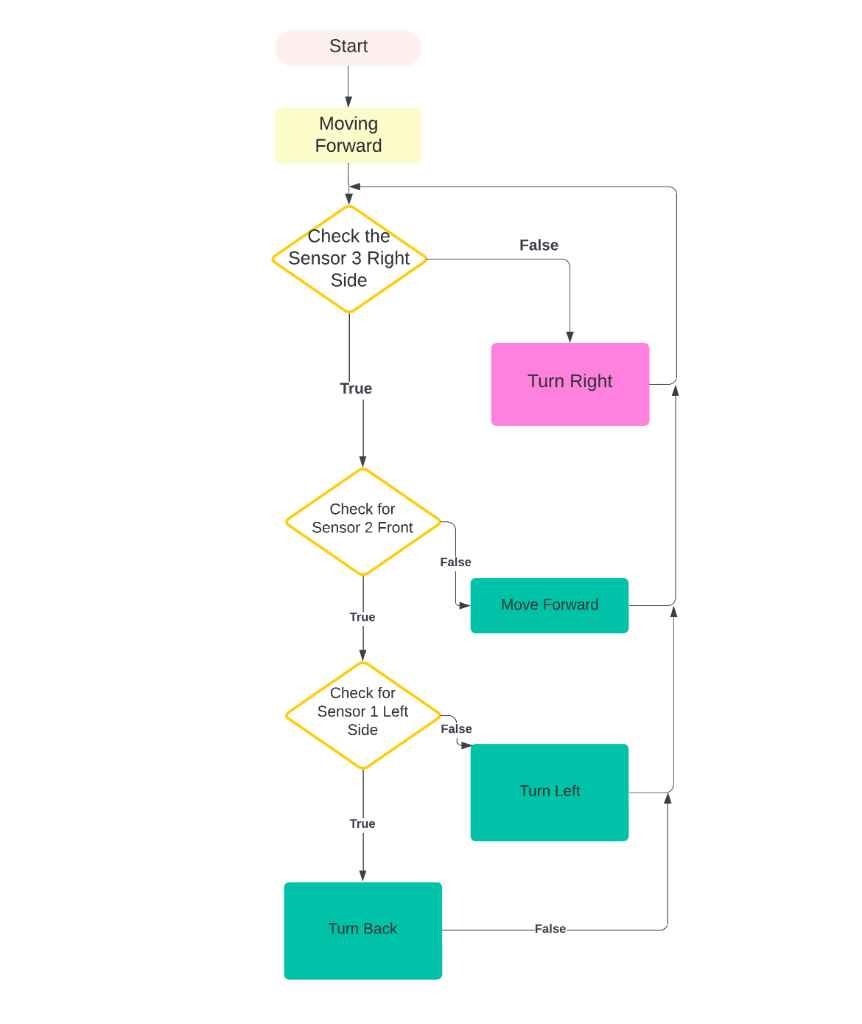 Start
Moving
Forward
Check the
Sensor 3 Right
Side
False
Turn Right
True
Check for
Sensor 2 Front
False
Move Forward
True
Check for
Sensor 1 Left
Side
False
Turn Left
True
Turn Back
False